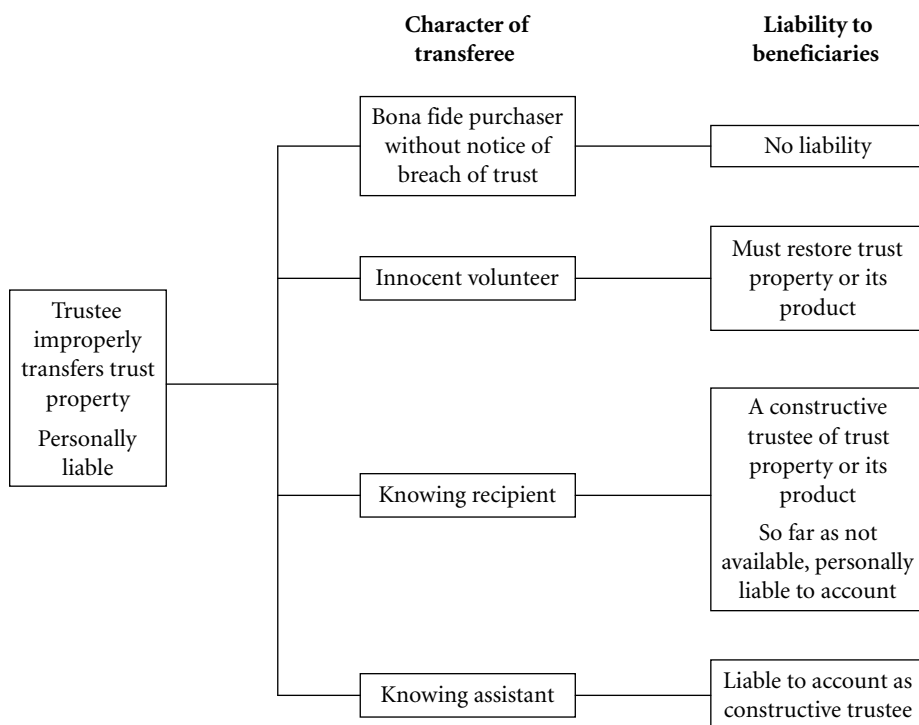 Character of
transferee
Liability to
beneficiaries
Bona fide purchaser
without notice of
breach of trust
No liability
Innocent volunteer
Must restore trust
property or its
product
Trustee
improperly
transfers trust
property
Personally
liable
Knowing recipient
A constructive
trustee of trust
property or its
product
So far as not
available, personally
liable to account
Knowing assistant
Liable to account as
constructive trustee